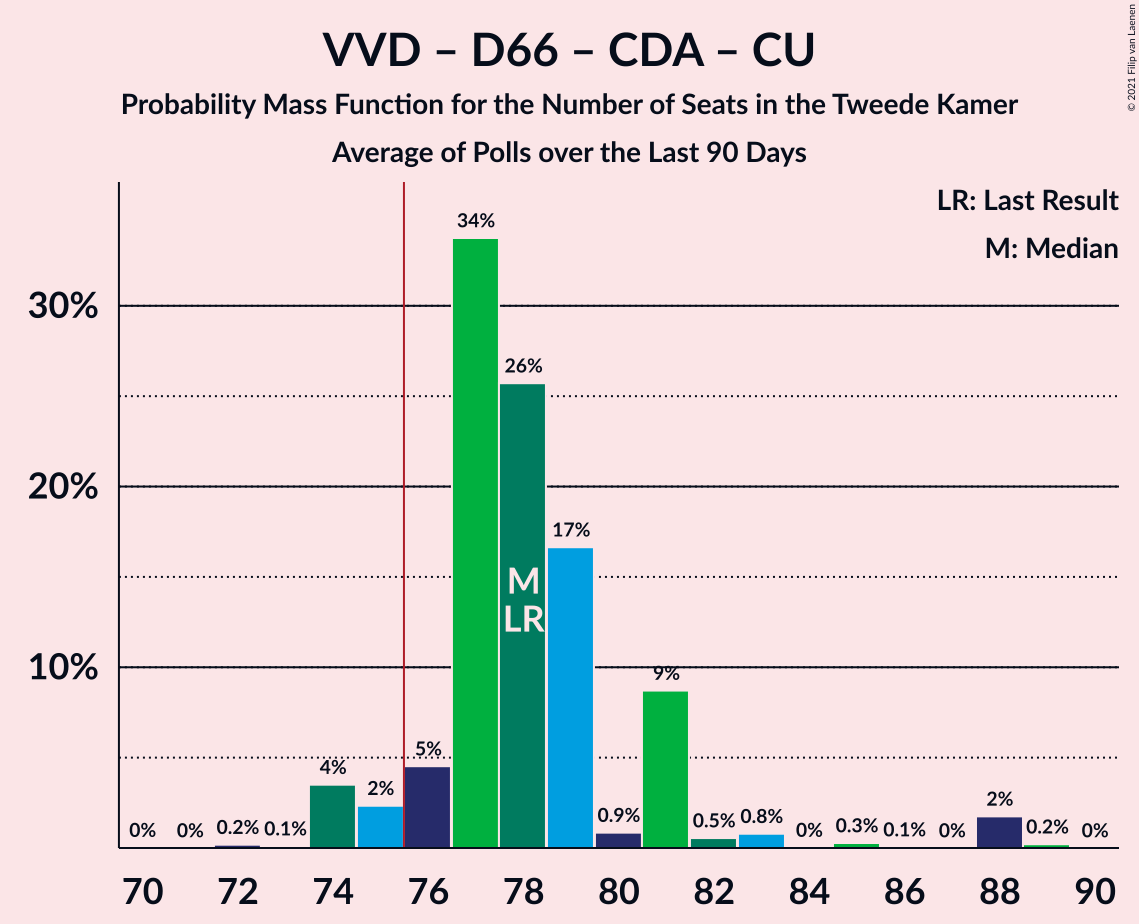 VVD – D66 – CDA – CU
Probability Mass Function for the Number of Seats in the Tweede Kamer
Average of Polls over the Last 90 Days
© 2021 Filip van Laenen
LR: Last Result
M: Median
30%
20%
10%
0%
0%
0.2%
0.1%
4%
2%
5%
34%
26%
17%
0.9%
9%
0.5%
0.8%
0%
0.3%
0.1%
0%
2%
0.2%
0%
M
LR
70 72 74 76 78 80 82 84 86 88 90